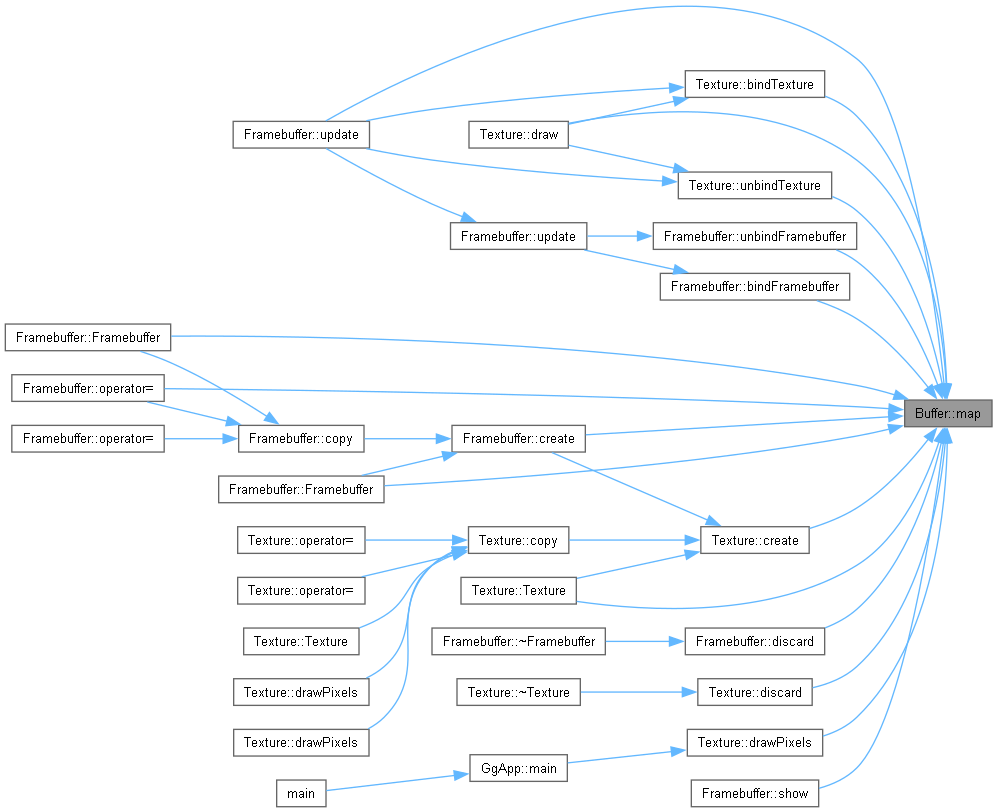 Texture::bindTexture
Framebuffer::update
Texture::draw
Texture::unbindTexture
Framebuffer::update
Framebuffer::unbindFramebuffer
Framebuffer::bindFramebuffer
Framebuffer::Framebuffer
Framebuffer::operator=
Buffer::map
Framebuffer::operator=
Framebuffer::copy
Framebuffer::create
Framebuffer::Framebuffer
Texture::operator=
Texture::copy
Texture::create
Texture::operator=
Texture::Texture
Texture::Texture
Framebuffer::~Framebuffer
Framebuffer::discard
Texture::drawPixels
Texture::~Texture
Texture::discard
Texture::drawPixels
Texture::drawPixels
GgApp::main
main
Framebuffer::show